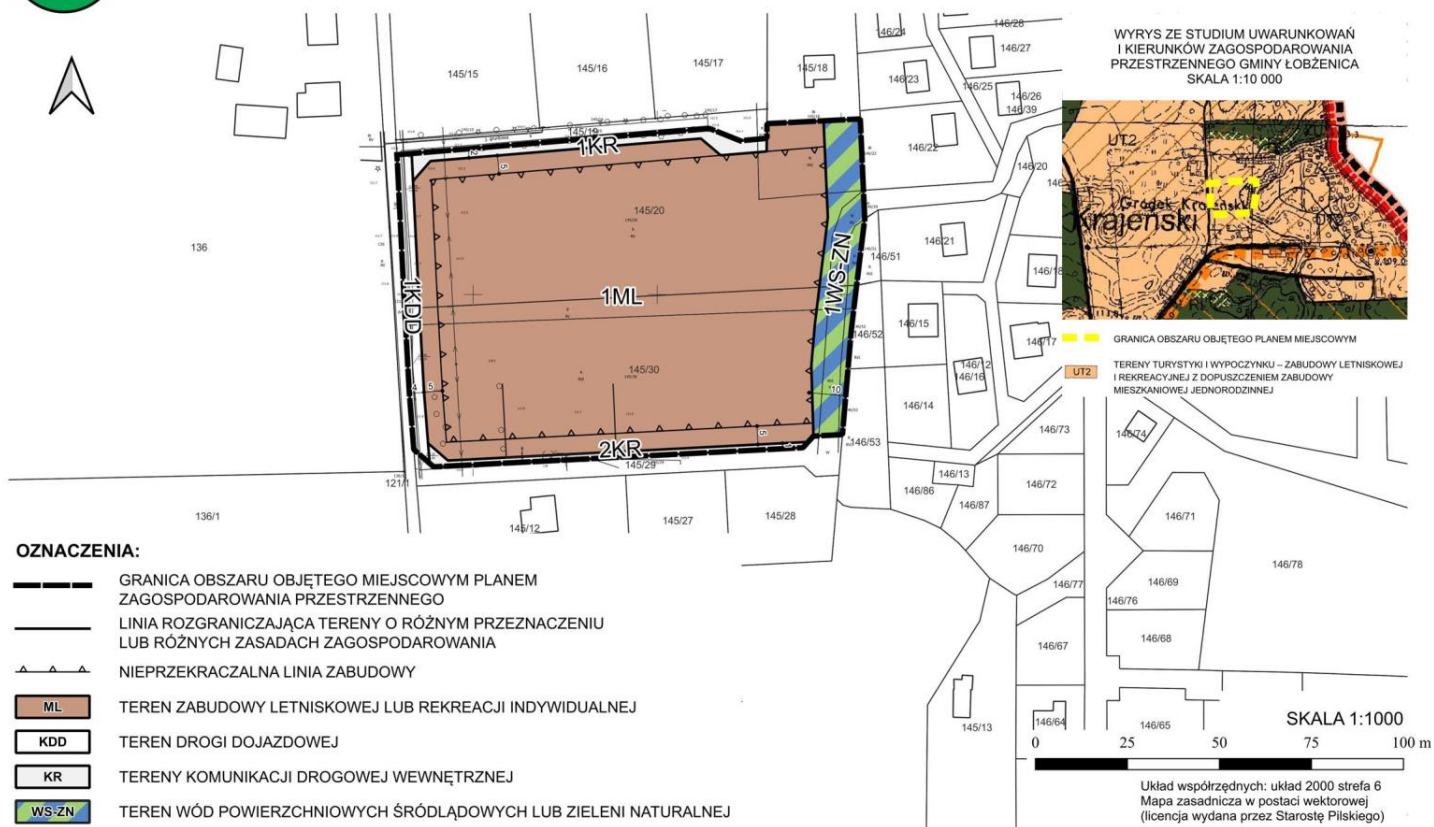 WYRYS ZE STUDIUM UWARUNKOWAŃ
I KIERUNKÓW ZAGOSPODAROWANIA
PRZESTRZENNEGO GMINY ŁOBŻENICA
SKALA 1:10 000
UT2
Krajeński
GRANICA OBSZARU OBJĘTEGO PLANEM MIEJSCOWYM
UT2
TERENY TURYSTYKI I WYPOCZYNKU – ZABUDOWY LETNISKOWEJ
I REKREACYJNEJ Z DOPUSZCZENIEM ZABUDOWY
MIESZKANIOWEJ JEDNORODZINNEJ
145/15
145/16
145/17
145/18
146/24
146/28
146/27
146/23
146/25
146/26
146/39
145/19
1KR
146/22
146/20
5
145/20
136
146/21
146/51
1KDD
1ML
1WS-ZN
146/15
146/52
146/17
146/12
146/16
145/30
4
5
10
146/14
146/53
146/73
146/74
5
2KR
145/29
121/1
146/13
146/86
146/87
146/72
136/1
145/12
145/27
145/28
146/71
146/70
146/78
146/77
146/69
146/76
146/68
146/67
145/13
146/64
146/65
OZNACZENIA:
GRANICA OBSZARU OBJĘTEGO MIEJSCOWYM PLANEM
ZAGOSPODAROWANIA PRZESTRZENNEGO
LINIA ROZGRANICZAJĄCA TERENY O RÓŻNYM PRZEZNACZENIU
LUB RÓŻNYCH ZASADACH ZAGOSPODAROWANIA
NIEPRZEKRACZALNA LINIA ZABUDOWY
ML
TEREN ZABUDOWY LETNISKOWEJ LUB REKREACJI INDYWIDUALNEJ
KDD
TEREN DROGI DOJAZDOWEJ
KR
TERENY KOMUNIKACJI DROGOWEJ WEWNĘTRZNEJ
WS-ZN
TEREN WÓD POWIERZCHNIOWYCH ŚRÓDLĄDOWYCH LUB ZIELENI NATURALNEJ
SKALA 1:1000
0 25 50 75 100 m
Układ współrzędnych: układ 2000 strefa 6
Mapa zasadnicza w postaci wektorowej
(licencja wydana przez Starostę Pilskiego)